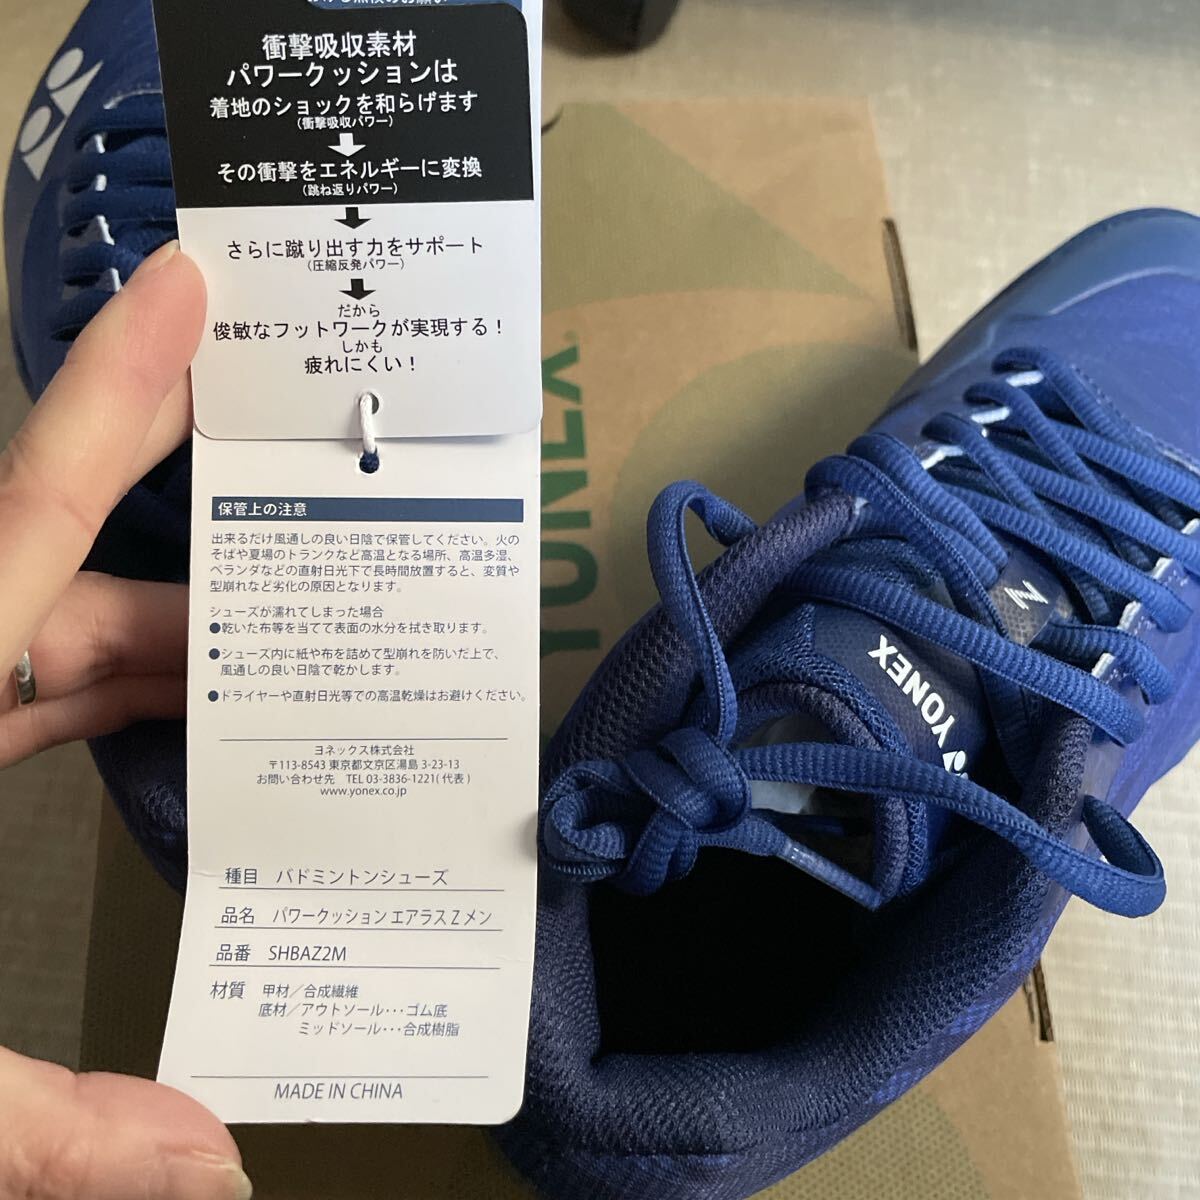 衝撃吸収素材
パワークッションは
着地のショックを和らげます
(衝撃吸収パワー)
その衝撃をエネルギーに変換
(跳ね返りパワー)
さらに蹴り出す力をサポート
(圧縮反発パワー)
だから
俊敏なフットワークが実現する！
しかも
疲れにくい！
保管上の注意
出来るだけ風通しの良い日陰で保管してください。火の
そばや夏場のトランクなど高温となる場所、高温多湿、
ベランダなどの直射日光下で長時間放置すると、変質や
型崩れなど劣化の原因となります。
シューズが濡れてしまった場合
●乾いた布等を当てて表面の水分を拭き取ります。
●シューズ内に紙や布を詰めて型崩れを防いだ上で、
風通しの良い日陰で乾かします。
●ドライヤーや直射日光等での高温乾燥はお避けください。
ヨネックス株式会社
〒113-8543 東京都文京区湯島 3-23-13
お問い合わせ先 TEL 03-3836-1221(代表)
www.yonex.co.jp
種目 バドミントンシューズ
品名 パワークッション エアラス Z メン
品番 SHBAZ2M
材質 甲材／合成繊維
底材／アウトソール･･･ゴム底
ミッドソール･･･合成樹脂
MADE IN CHINA
YONEX
YONEX